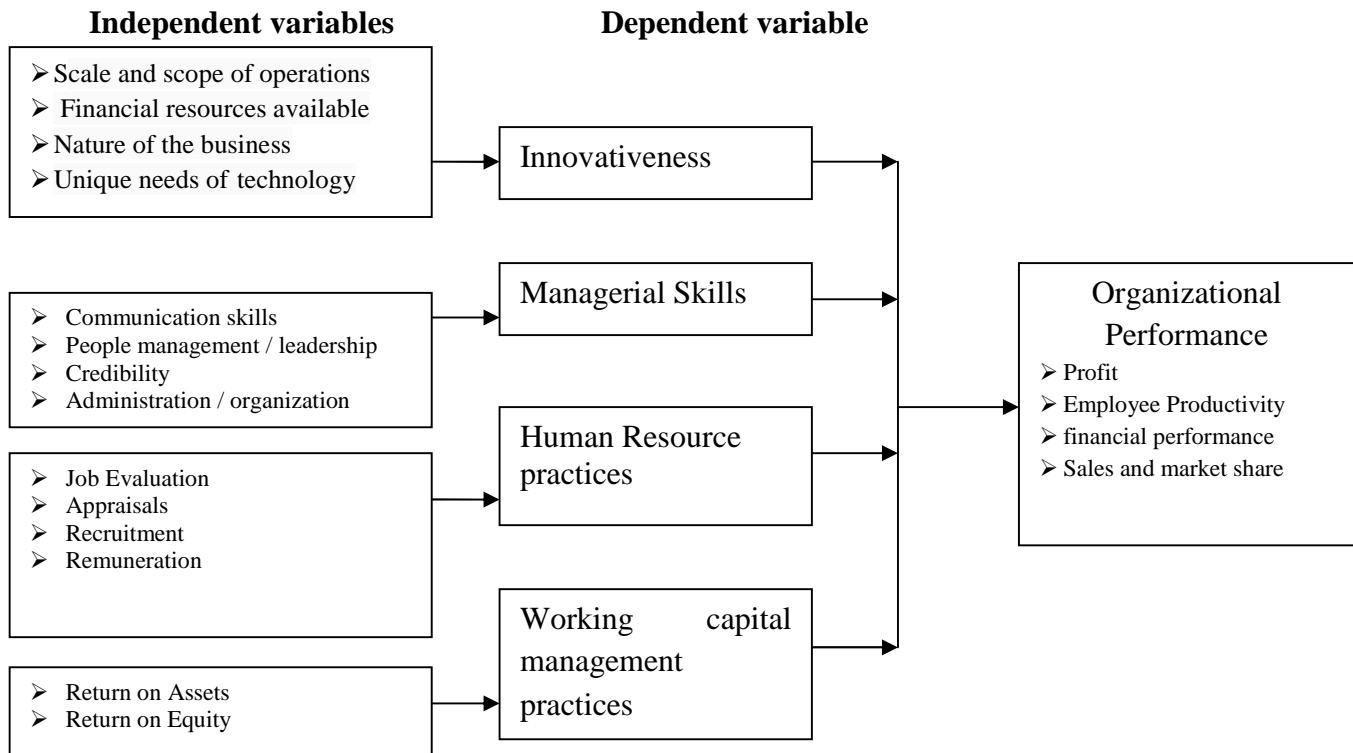 Independent variables
Dependent variable
➢ Scale and scope of operations
➢ Financial resources available
➢ Nature of the business
➢ Unique needs of technology
Innovativeness
➢ Communication skills
➢ People management / leadership
➢ Credibility
➢ Administration / organization
Managerial Skills
➢ Job Evaluation
➢ Appraisals
➢ Recruitment
➢ Remuneration
Human Resource
practices
➢ Return on Assets
➢ Return on Equity
Working capital
management
practices
Organizational
Performance
➢ Profit
➢ Employee Productivity
➢ financial performance
➢ Sales and market share